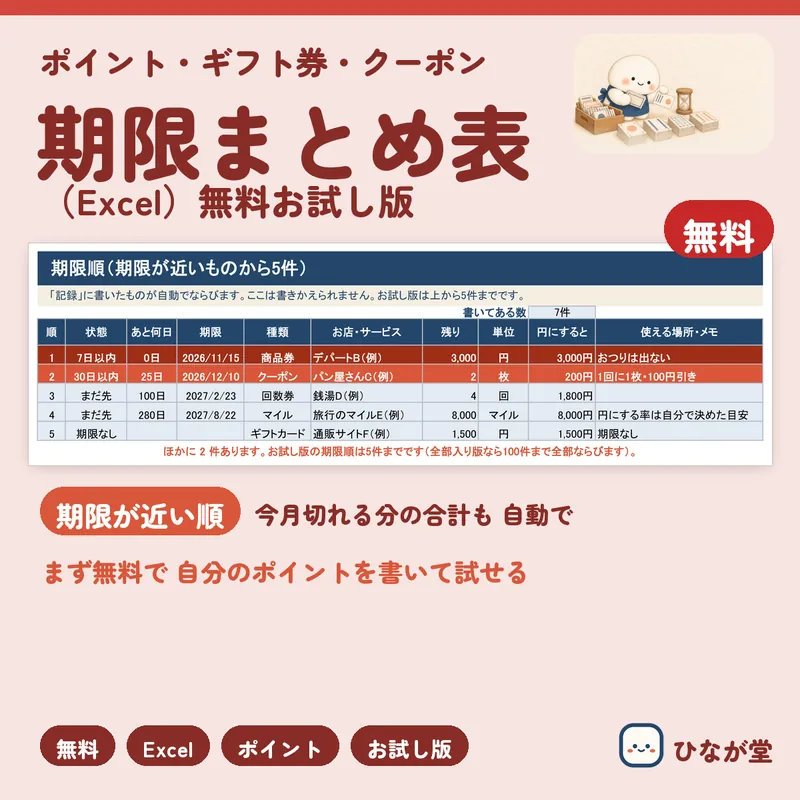 ポイント・ギフト券・クーポン
期限まとめ表
（Excel）無料お試し版
無料
期限順（期限が近いものから5件）
「記録」に書いたものが自動でならびます。ここは書きかえられません。お試し版は上から5件までです。
書いてある数 7件
順 状態 あと何日 期限 種類 お店・サービス 残り 単位 円にすると 使える場所・メモ
1 7日以内 0日 2026/11/15 商品券 デパートB（例） 3,000 円 3,000円 おつりは出ない
2 30日以内 25日 2026/12/10 クーポン パン屋さんC（例） 2 枚 200円 1回に1枚・100円引き
3 まだ先 100日 2027/2/23 回数券 銭湯D（例） 4 回 1,800円
4 まだ先 280日 2027/8/22 マイル 旅行のマイルE（例） 8,000 マイル 8,000円 円にする率は自分で決めた目安
5 期限なし ギフトカード 通販サイトF（例） 1,500 円 1,500円 期限なし
ほかに 2 件あります。お試し版の期限順は5件までです（全部入り版なら100件まで全部ならびます）。
期限が近い順 今月切れる分の合計も 自動で
まず無料で 自分のポイントを書いて試せる
無料 Excel ポイント お試し版
ひなが堂